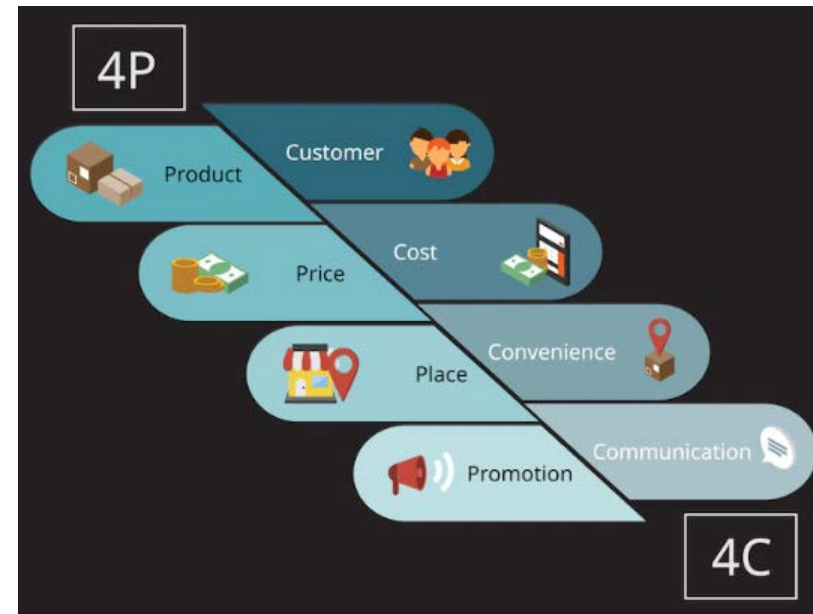 4P
Customer
Product
Cost
Price
Convenience
Place
Communication
Promotion
4C